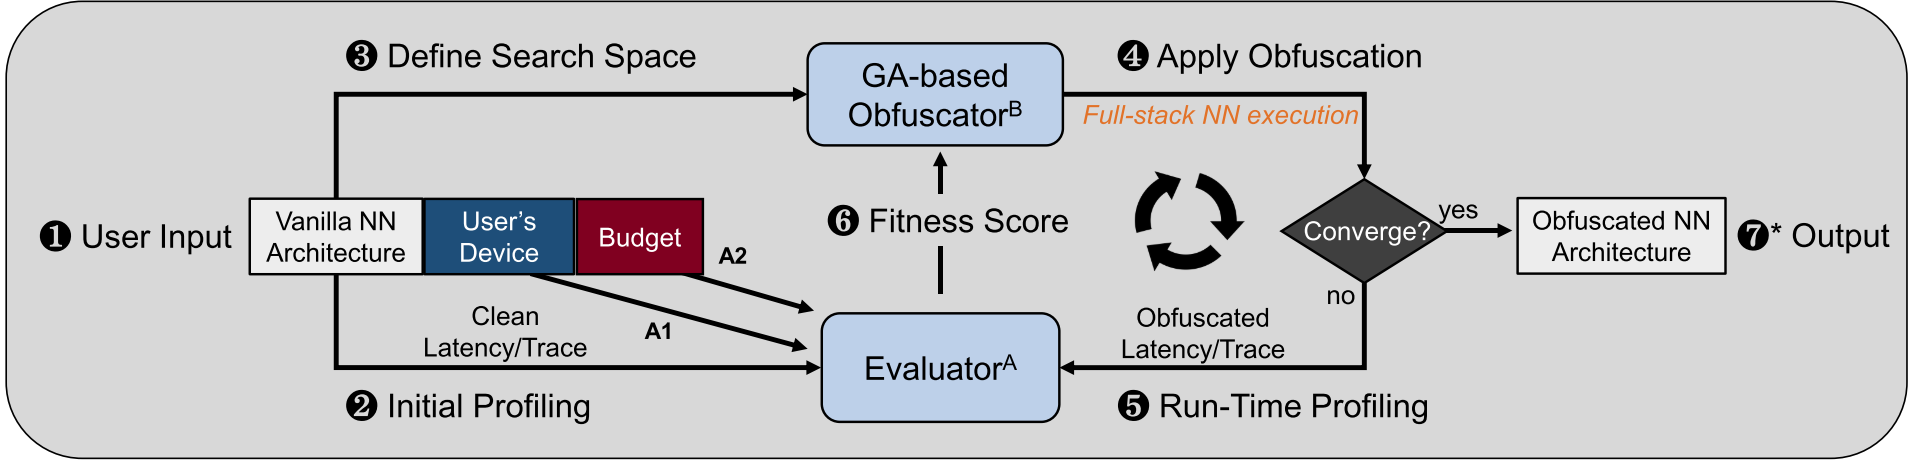 ❸ Define Search Space
GA-based
Obfuscatorᴮ
❹ Apply Obfuscation
Full-stack NN execution
❶ User Input
Vanilla NN
Architecture
User's
Device
Budget
A2
❻ Fitness Score
Converge?
yes
no
Obfuscated NN
Architecture
❼* Output
Clean
Latency/Trace
A1
Evaluatorᴬ
Obfuscated
Latency/Trace
❷ Initial Profiling
❺ Run-Time Profiling